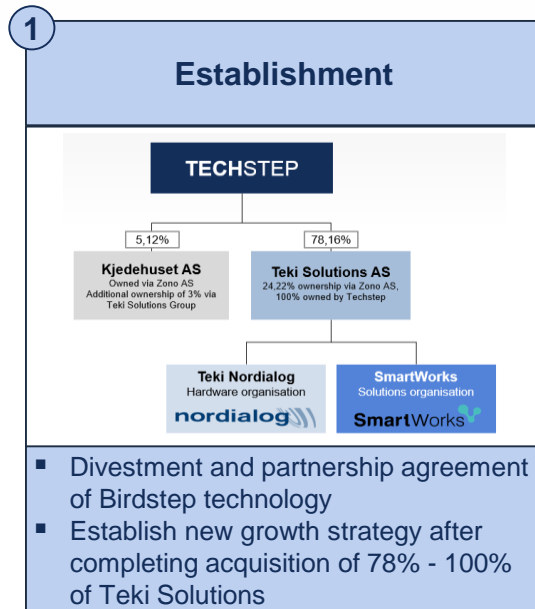 1
Establishment
TECHSTEP
5,12%
78,16%
Kjedehuset AS
Owned via Zono AS
Additional ownership of 3% via
Teki Solutions Group
Teki Solutions AS
24,22% ownership via Zono AS,
100% owned by Techstep
Teki Nordialog
Hardware organisation
nordialog
SmartWorks
Solutions organisation
SmartWorks
▪ Divestment and partnership agreement
of Birdstep technology
▪ Establish new growth strategy after
completing acquisition of 78% - 100%
of Teki Solutions